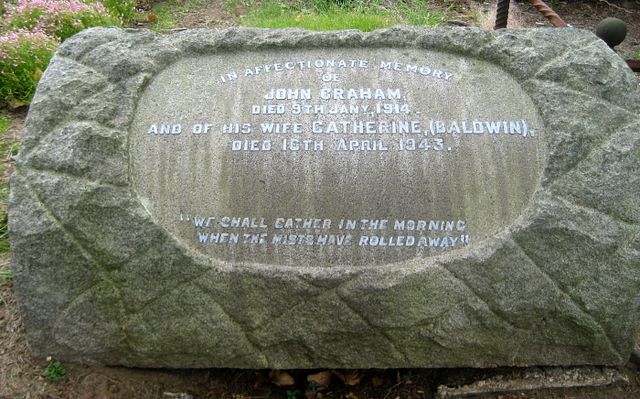 IN AFFECTIONATE MEMORY
OF
JOHN GRAHAM.
DIED 9TH JANY, 1914.
AND OF HIS WIFE CATHERINE, (BALDWIN),
DIED 16TH APRIL 1943.
"WE SHALL GATHER IN THE MORNING
WHEN THE MISTS HAVE ROLLED AWAY"